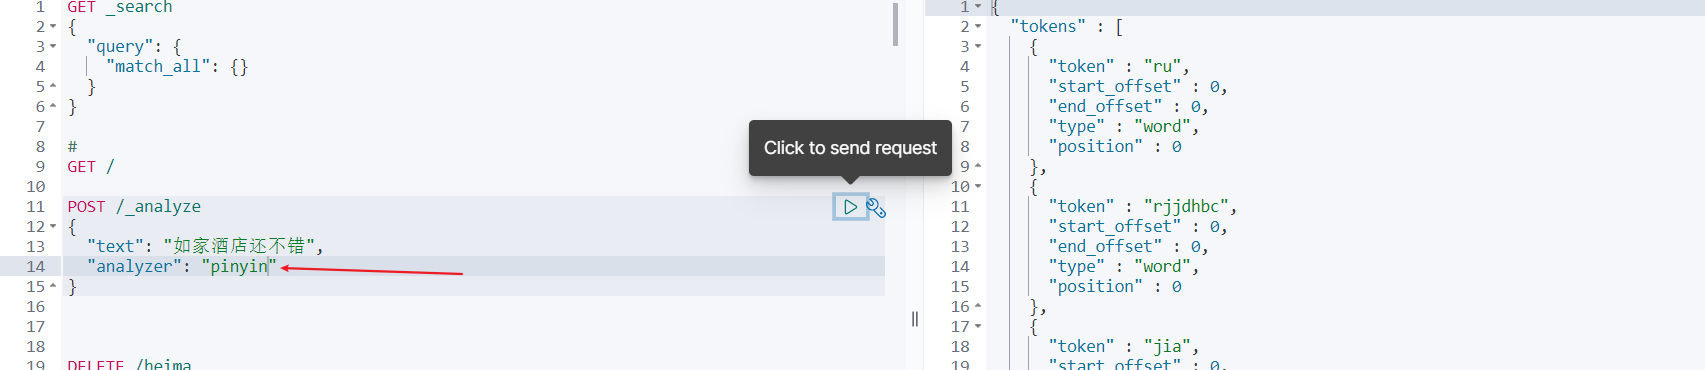 1 GET _search
2 {
3 "query": {
4 "match_all": {}
5 }
6 }
7
8 #
9 GET /
10
11 POST /_analyze
12 {
13 "text": "如家酒店还不错",
14 "analyzer": "pinyin"
15 }
16
17
18
19 DELETE /heima
Click to send request
1 {
2 "tokens" : [
3 {
4 "token" : "ru",
5 "start_offset" : 0,
6 "end_offset" : 0,
7 "type" : "word",
8 "position" : 0
9 },
10 {
11 "token" : "rjjdhbc",
12 "start_offset" : 0,
13 "end_offset" : 0,
14 "type" : "word",
15 "position" : 0
16 },
17 {
18 "token" : "jia",
19 "start_offset" : 0,